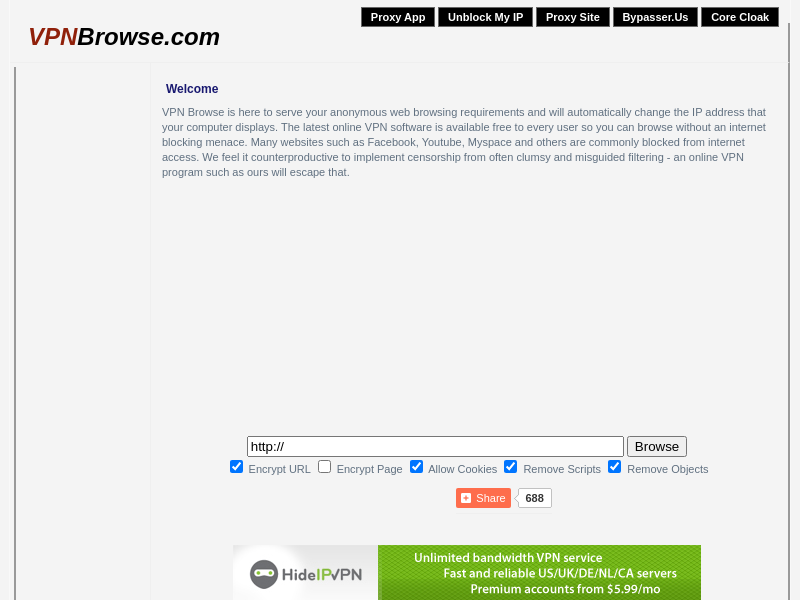 VPNBrowse.com
Proxy App
Unblock My IP
Proxy Site
Bypasser.Us
Core Cloak
Welcome
VPN Browse is here to serve your anonymous web browsing requirements and will automatically change the IP address that
your computer displays. The latest online VPN software is available free to every user so you can browse without an internet
blocking menace. Many websites such as Facebook, Youtube, Myspace and others are commonly blocked from internet
access. We feel it counterproductive to implement censorship from often clumsy and misguided filtering - an online VPN
program such as ours will escape that.
http:// Browse
Encrypt URL Encrypt Page Allow Cookies Remove Scripts Remove Objects
Share 688
HideIPVPN
Unlimited bandwidth VPN service
Fast and reliable US/UK/DE/NL/CA servers
Premium accounts from $5.99/mo